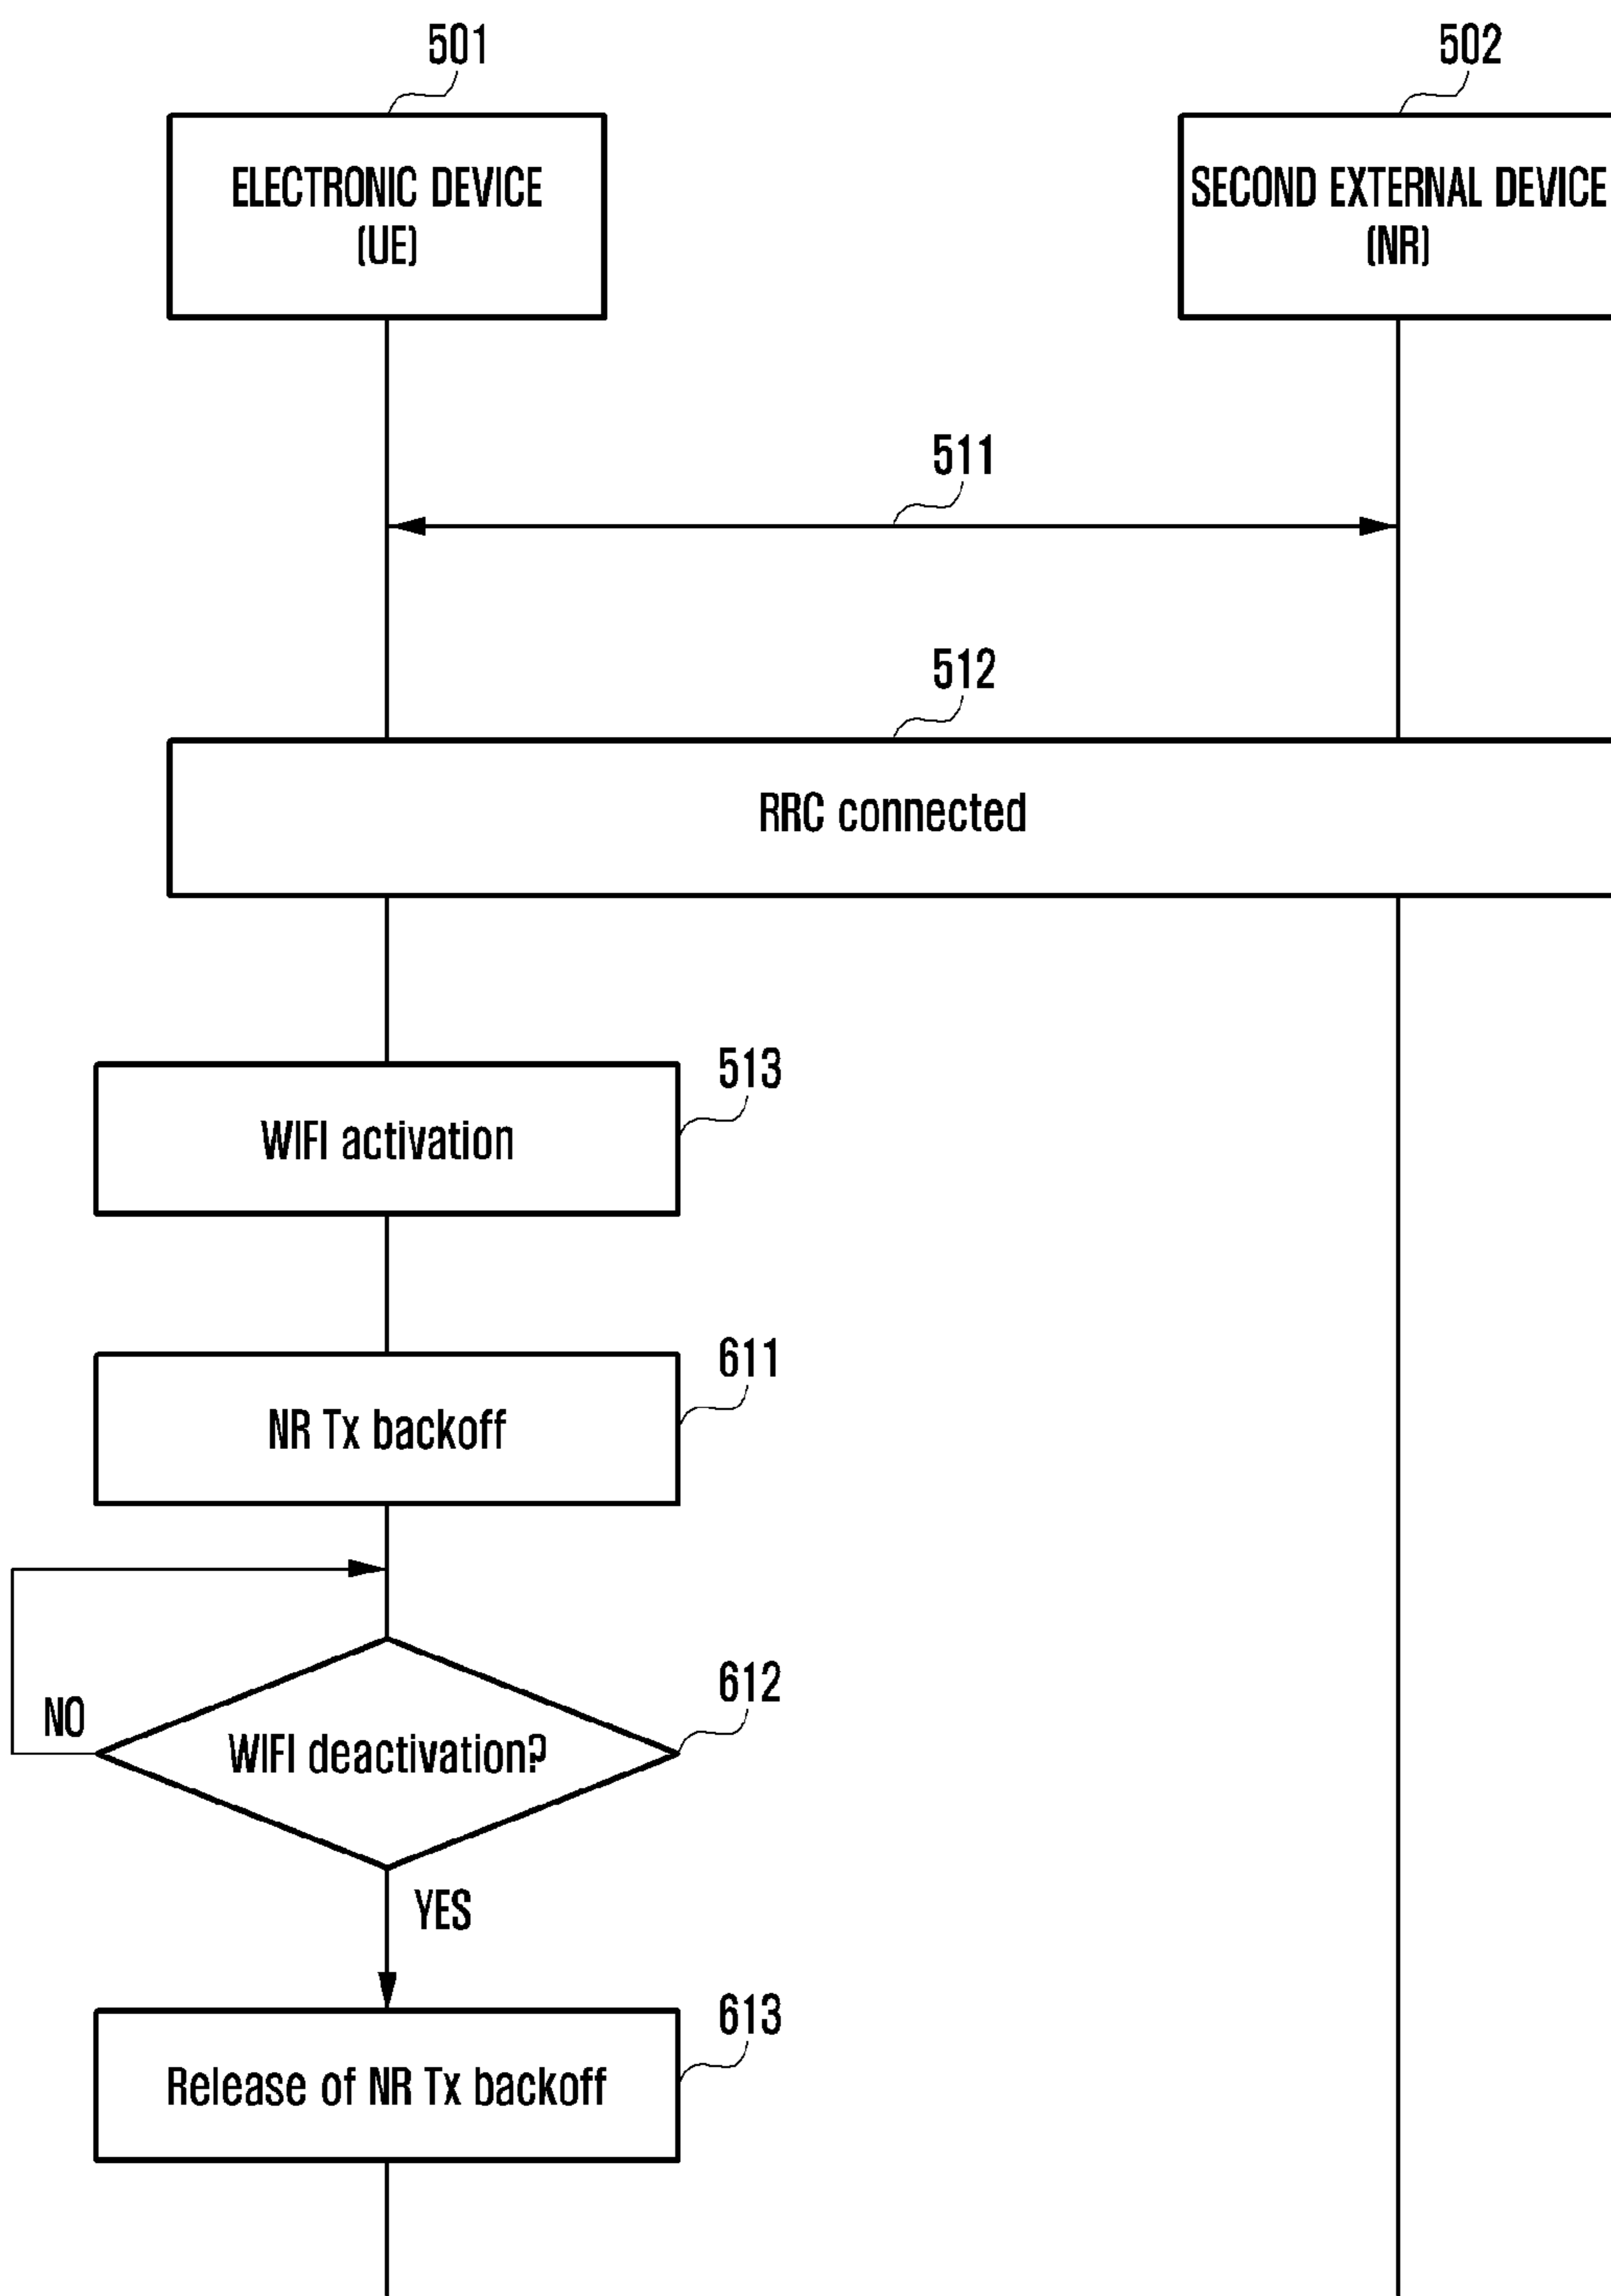 501
502
ELECTRONIC DEVICE
(UE)
SECOND EXTERNAL DEVICE
(NR)
511
512
RRC connected
513
WIFI activation
611
NR Tx backoff
612
NO
WIFI deactivation?
YES
613
Release of NR Tx backoff